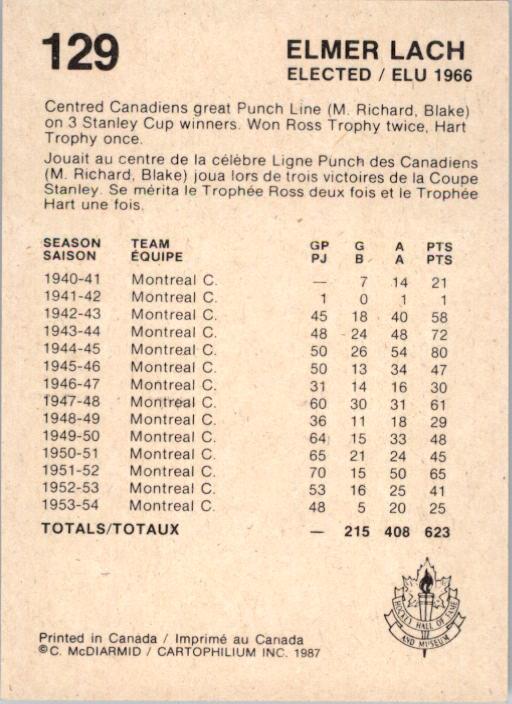 129
ELMER LACH
ELECTED / ELU 1966
Centred Canadiens great Punch Line (M. Richard, Blake)
on 3 Stanley Cup winners. Won Ross Trophy twice, Hart
Trophy once.
Jouait au centre de la célèbre Ligne Punch des Canadiens
(M. Richard, Blake) joua lors de trois victoires de la Coupe
Stanley. Se mérita le Trophée Ross deux fois et le Trophée
Hart une fois.
SEASON TEAM GP G A PTS
SAISON ÉQUIPE PJ B A PTS
1940-41 Montreal C. — 7 14 21
1941-42 Montreal C. 1 0 1 1
1942-43 Montreal C. 45 18 40 58
1943-44 Montreal C. 48 24 48 72
1944-45 Montreal C. 50 26 54 80
1945-46 Montreal C. 50 13 34 47
1946-47 Montreal C. 31 14 16 30
1947-48 Montreal C. 60 30 31 61
1948-49 Montreal C. 36 11 18 29
1949-50 Montreal C. 64 15 33 48
1950-51 Montreal C. 65 21 24 45
1951-52 Montreal C. 70 15 50 65
1952-53 Montreal C. 53 16 25 41
1953-54 Montreal C. 48 5 20 25
TOTALS/TOTAUX — 215 408 623
HOCKEY HALL OF FAME
AND MUSEUM
Printed in Canada / Imprimé au Canada
©C. McDIARMID / CARTOPHILIUM INC. 1987